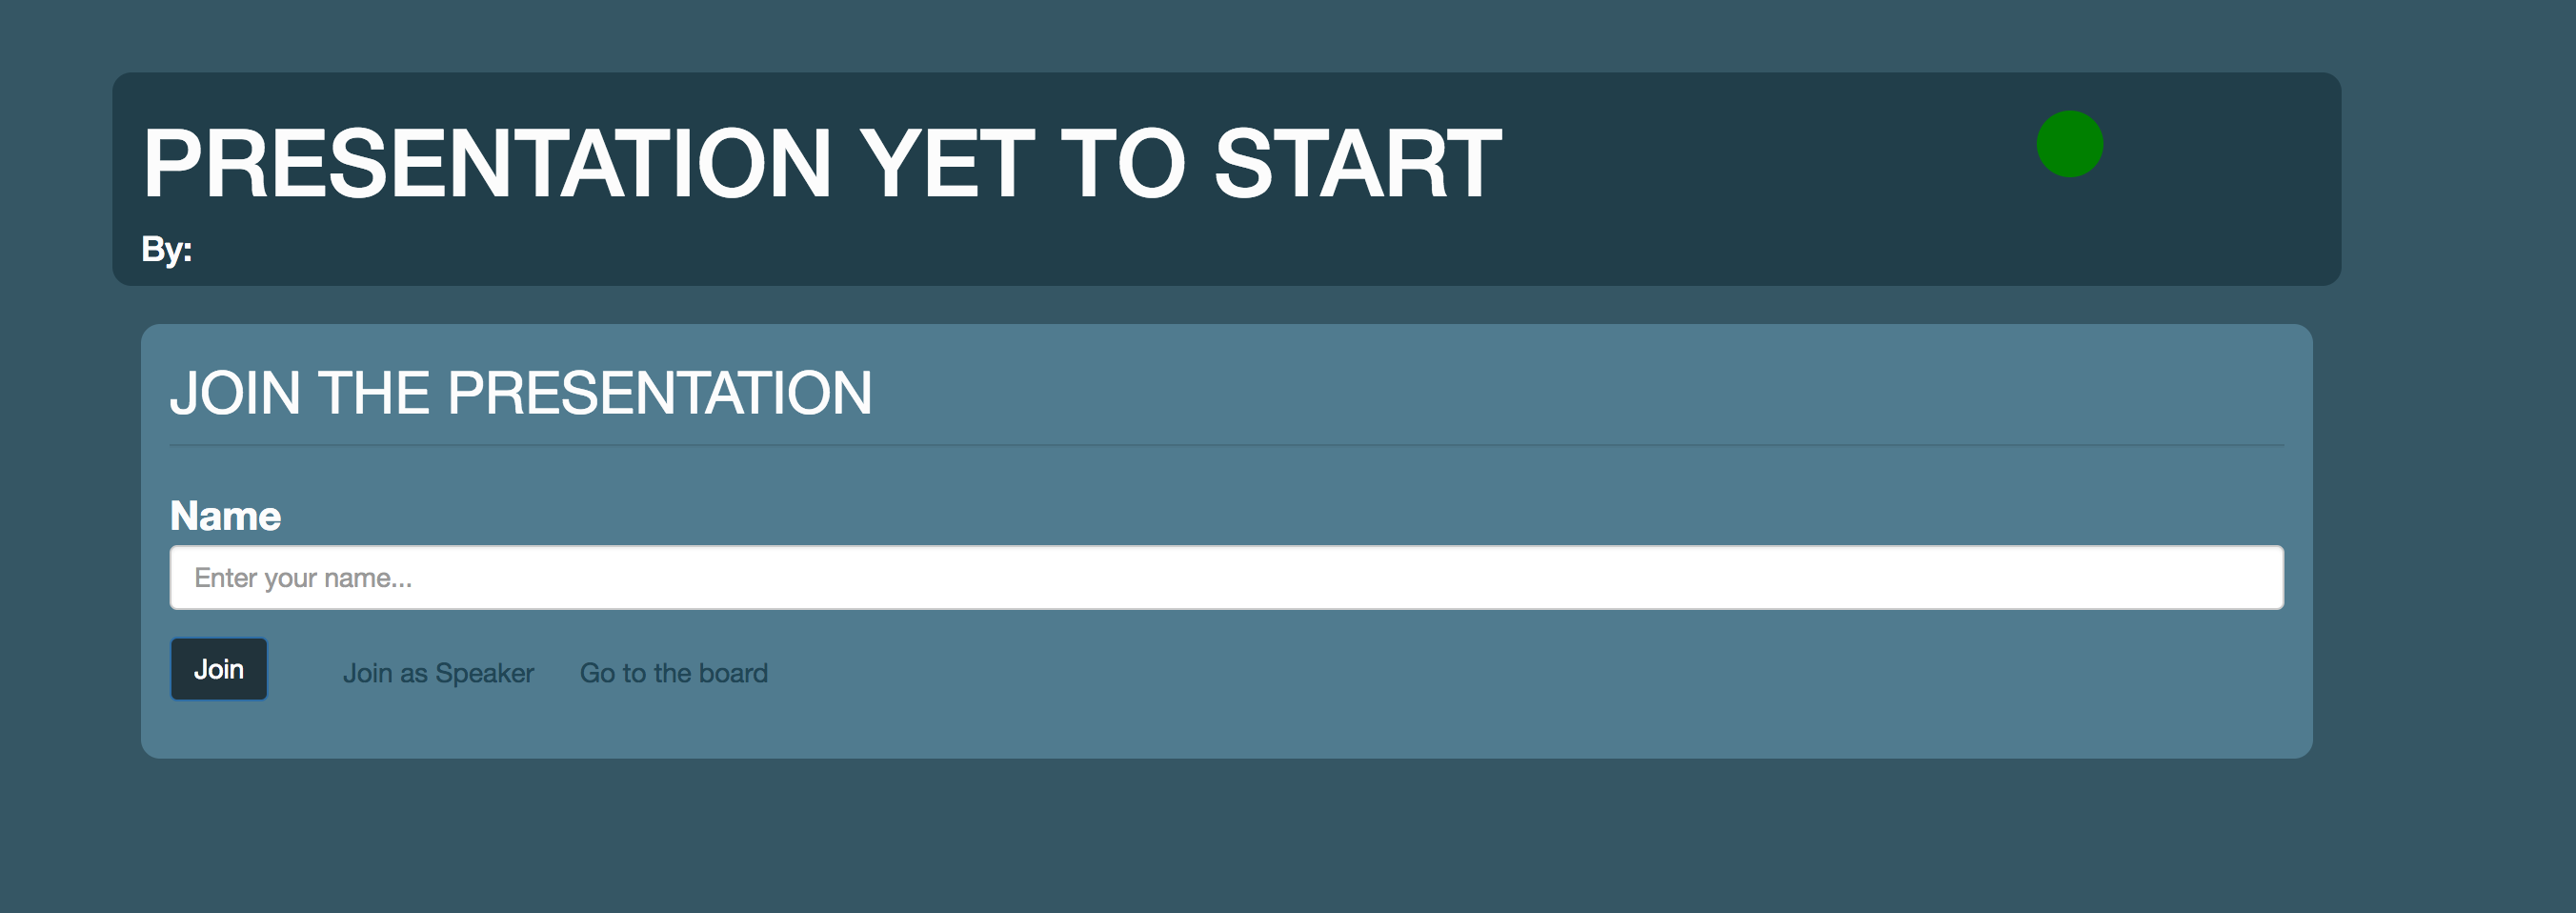 PRESENTATION YET TO START
By:
JOIN THE PRESENTATION
Name
Enter your name...
Join Join as Speaker Go to the board